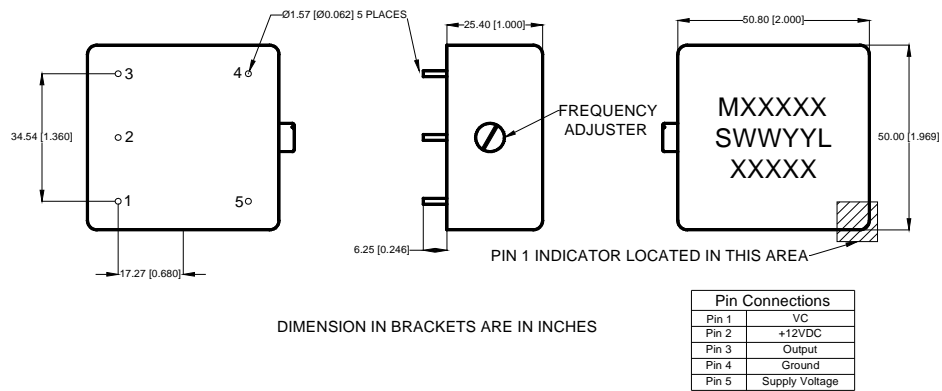 Ø1.57 [Ø0.062] 5 PLACES
25.40 [1.000]
50.80 [2.000]
3
4
34.54 [1.360]
2
1
5
17.27 [0.680]
FREQUENCY
ADJUSTER
6.25 [0.246]
MXXXXX
SWWYYL
XXXXX
50.00 [1.969]
PIN 1 INDICATOR LOCATED IN THIS AREA
DIMENSION IN BRACKETS ARE IN INCHES
Pin Connections
Pin 1 VC
Pin 2 +12VDC
Pin 3 Output
Pin 4 Ground
Pin 5 Supply Voltage